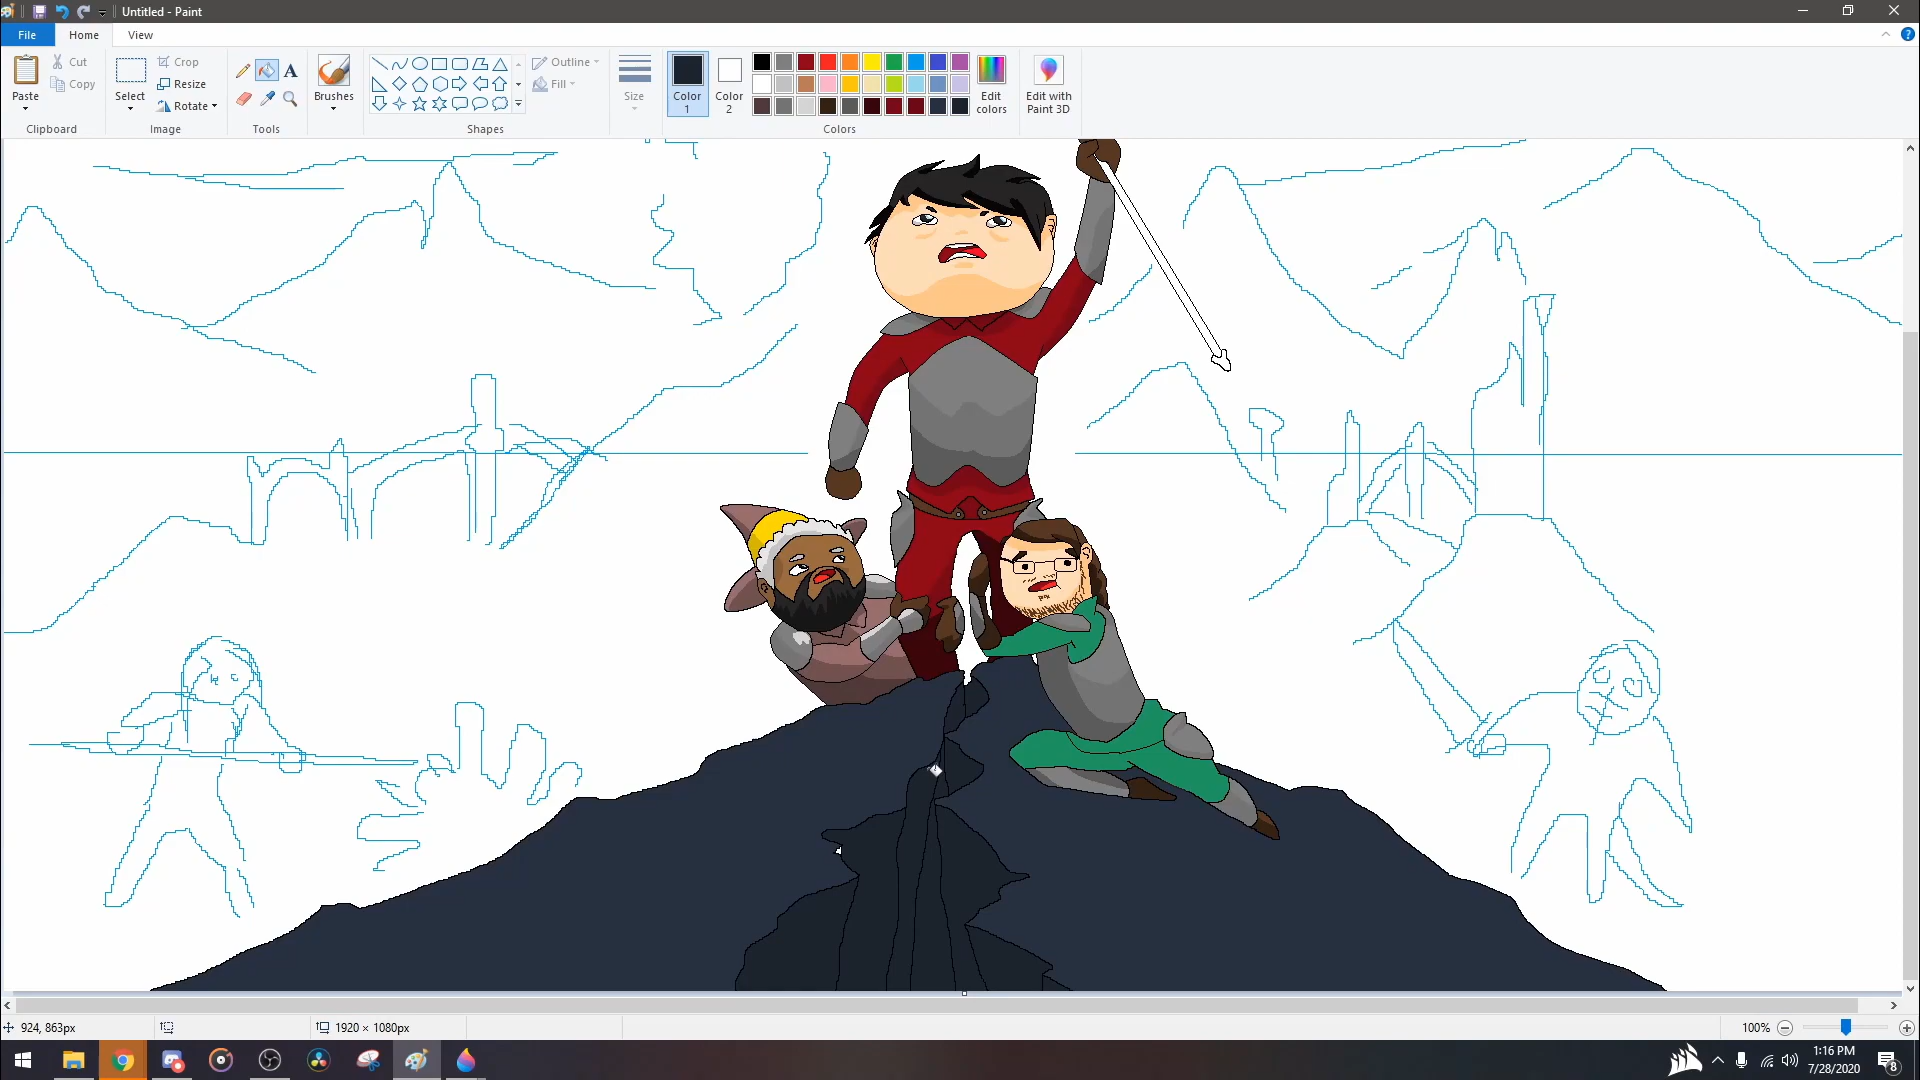 Untitled - Paint
File
Home
View
Paste
Cut
Copy
Clipboard
Select
Crop
Resize
Rotate
Image
A
Tools
Brushes
Shapes
Outline
Fill
Size
Color
1
Color
2
Colors
Edit
colors
Edit with
Paint 3D
924, 863px
1920 × 1080px
100%
1:16 PM
7/28/2020
8